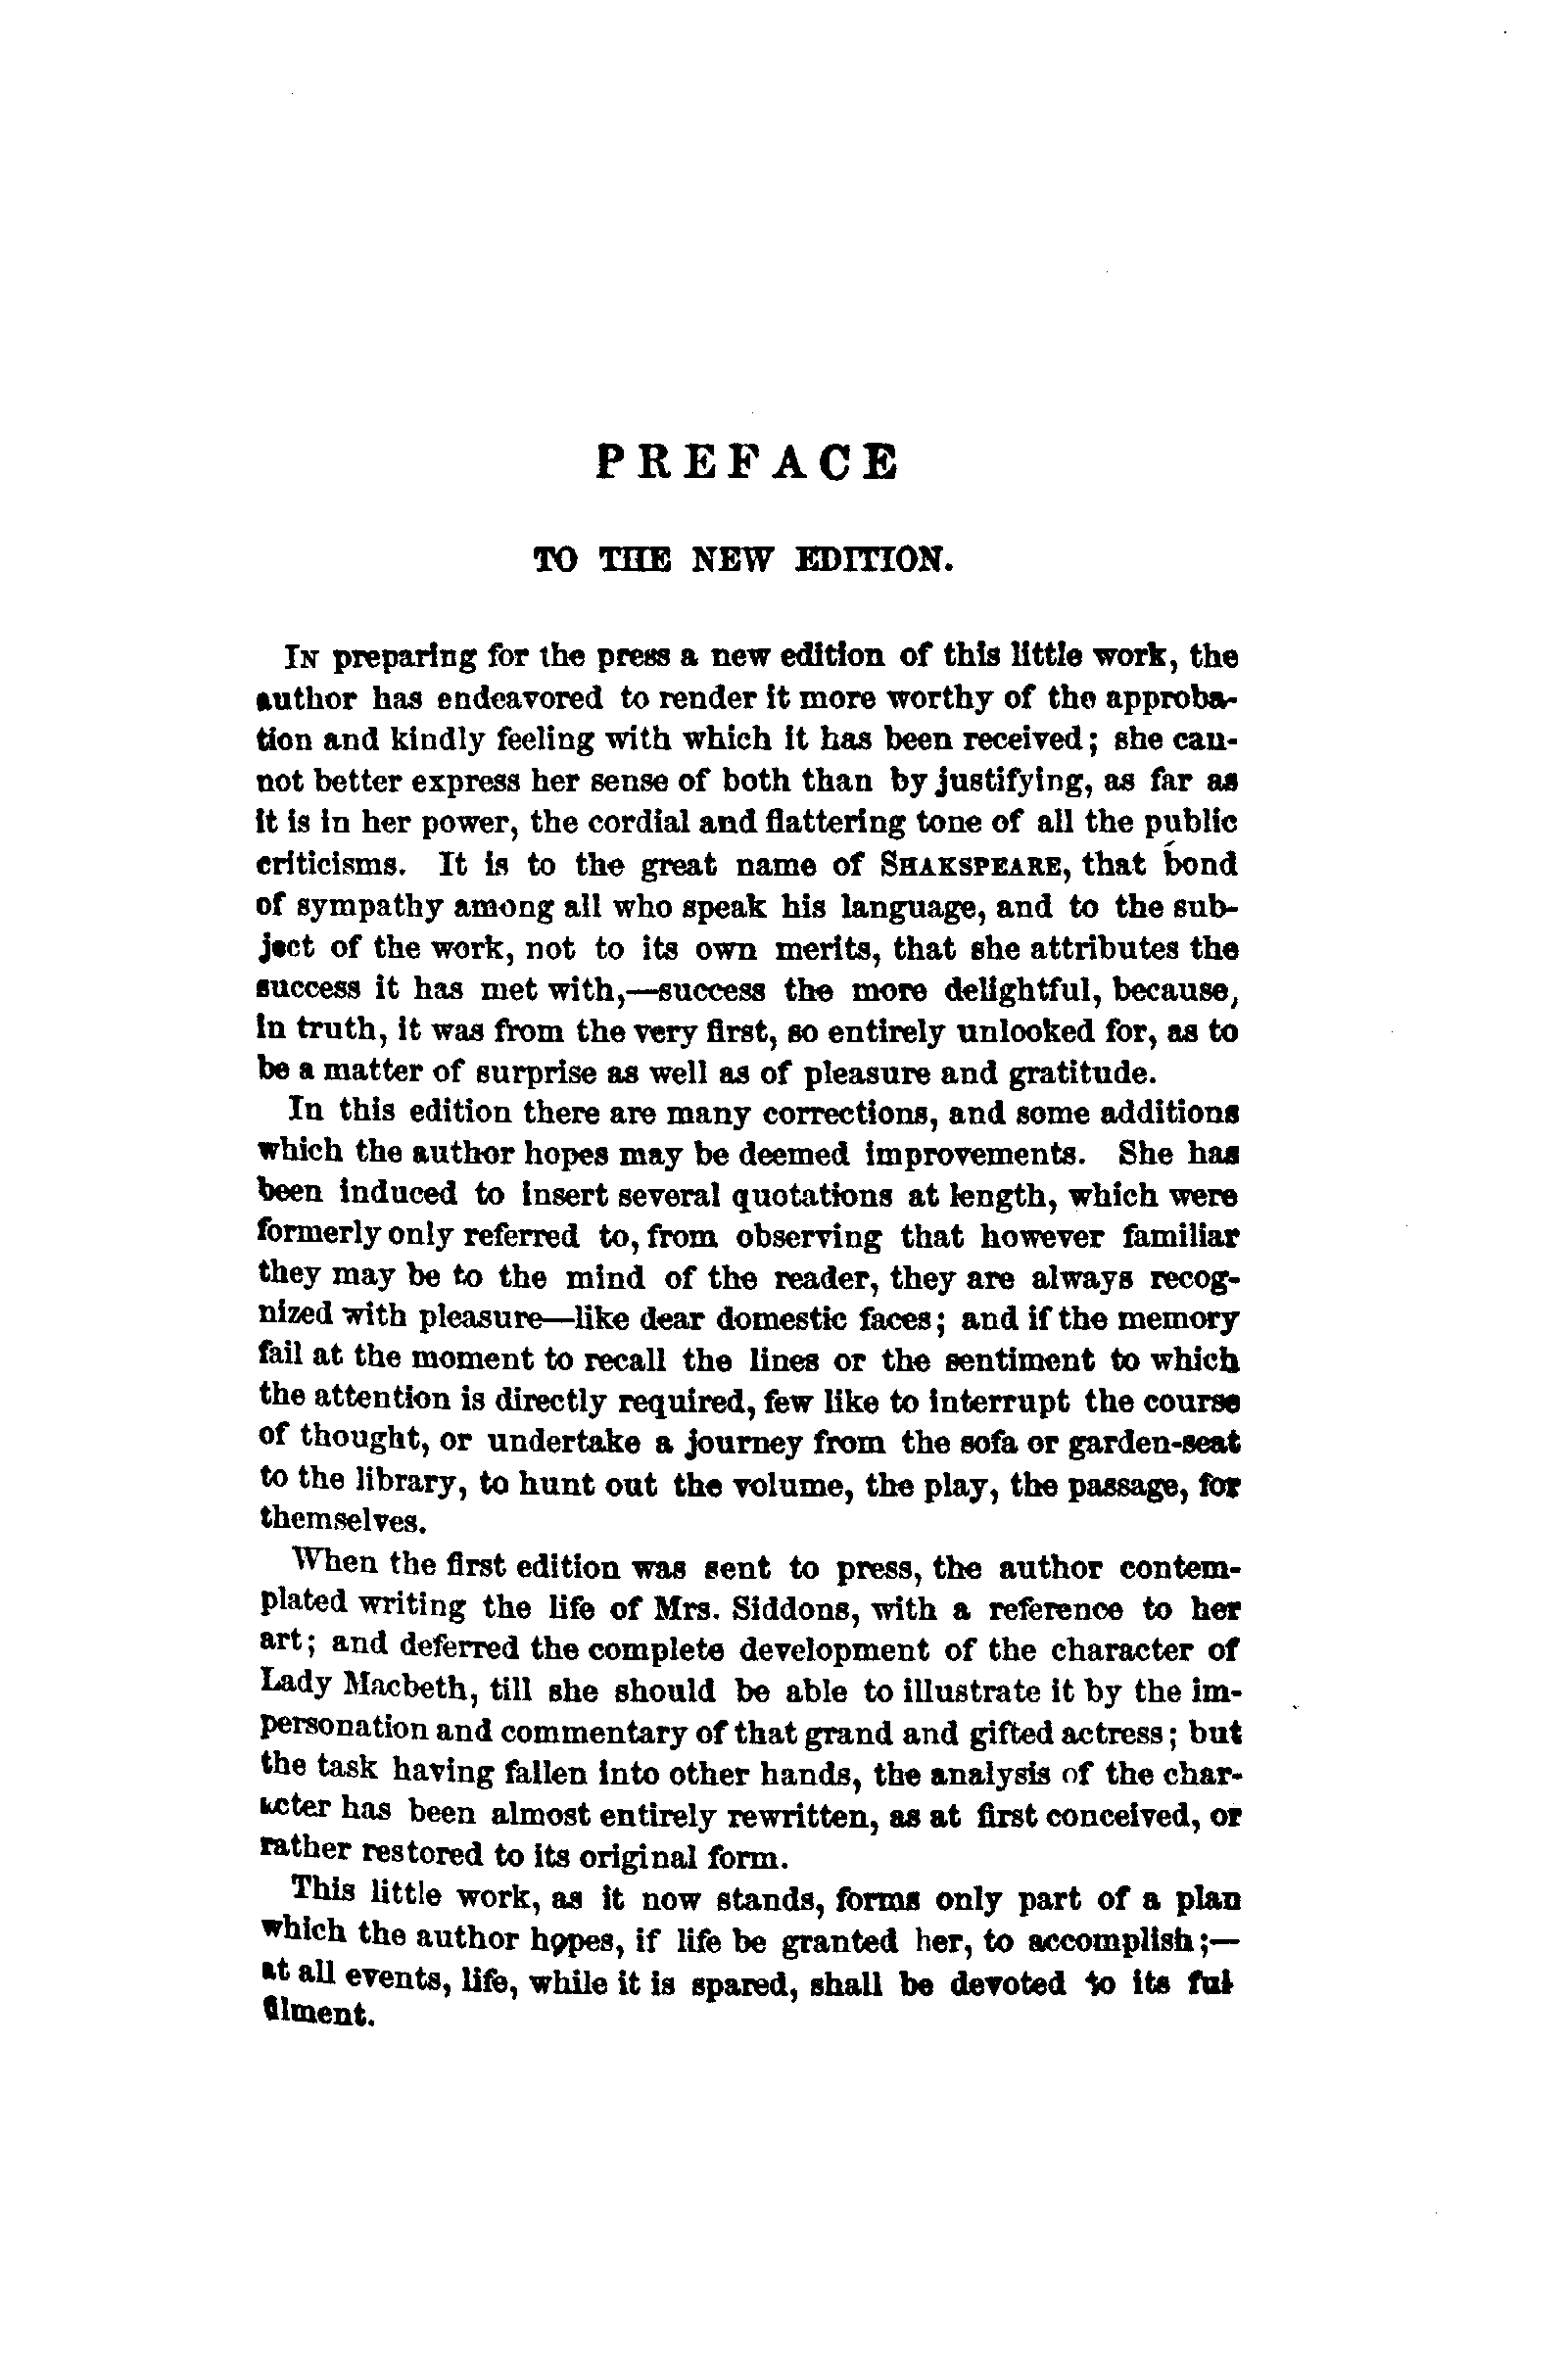 PREFACE
TO THE NEW EDITION.
In preparing for the press a new edition of this little work, the
author has endeavored to render it more worthy of the approba-
tion and kindly feeling with which it has been received; she can-
not better express her sense of both than by justifying, as far as
it is in her power, the cordial and flattering tone of all the public
criticisms. It is to the great name of Shakspeare, that bond
of sympathy among all who speak his language, and to the sub-
ject of the work, not to its own merits, that she attributes the
success it has met with,—success the more delightful, because,
in truth, it was from the very first, so entirely unlooked for, as to
be a matter of surprise as well as of pleasure and gratitude.
In this edition there are many corrections, and some additions
which the author hopes may be deemed improvements. She has
been induced to insert several quotations at length, which were
formerly only referred to, from observing that however familiar
they may be to the mind of the reader, they are always recog-
nized with pleasure—like dear domestic faces; and if the memory
fail at the moment to recall the lines or the sentiment to which
the attention is directly required, few like to interrupt the course
of thought, or undertake a journey from the sofa or garden-seat
to the library, to hunt out the volume, the play, the passage, for
themselves.
When the first edition was sent to press, the author contem-
plated writing the life of Mrs. Siddons, with a reference to her
art; and deferred the complete development of the character of
Lady Macbeth, till she should be able to illustrate it by the im-
personation and commentary of that grand and gifted actress; but
the task having fallen into other hands, the analysis of the char-
acter has been almost entirely rewritten, as at first conceived, or
rather restored to its original form.
This little work, as it now stands, forms only part of a plan
which the author hopes, if life be granted her, to accomplish;—
at all events, life, while it is spared, shall be devoted to its ful
filment.